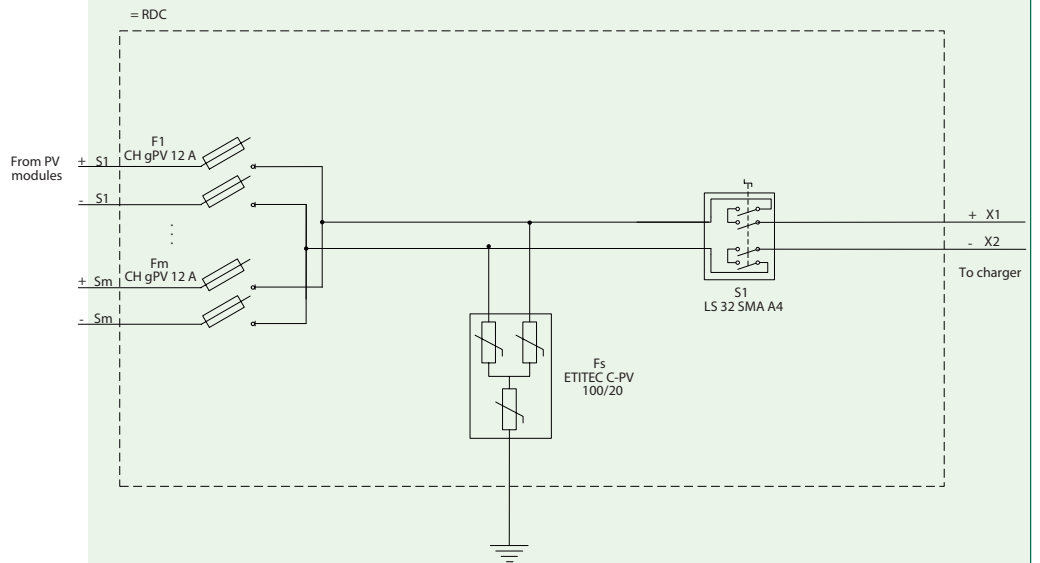 = RDC
F1
CH gPV 12 A
From PV
modules
+ S1
- S1
Fm
CH gPV 12 A
+ Sm
- Sm
+ X1
- X2
To charger
S1
LS 32 SMA A4
Fs
ETITEC C-PV
100/20